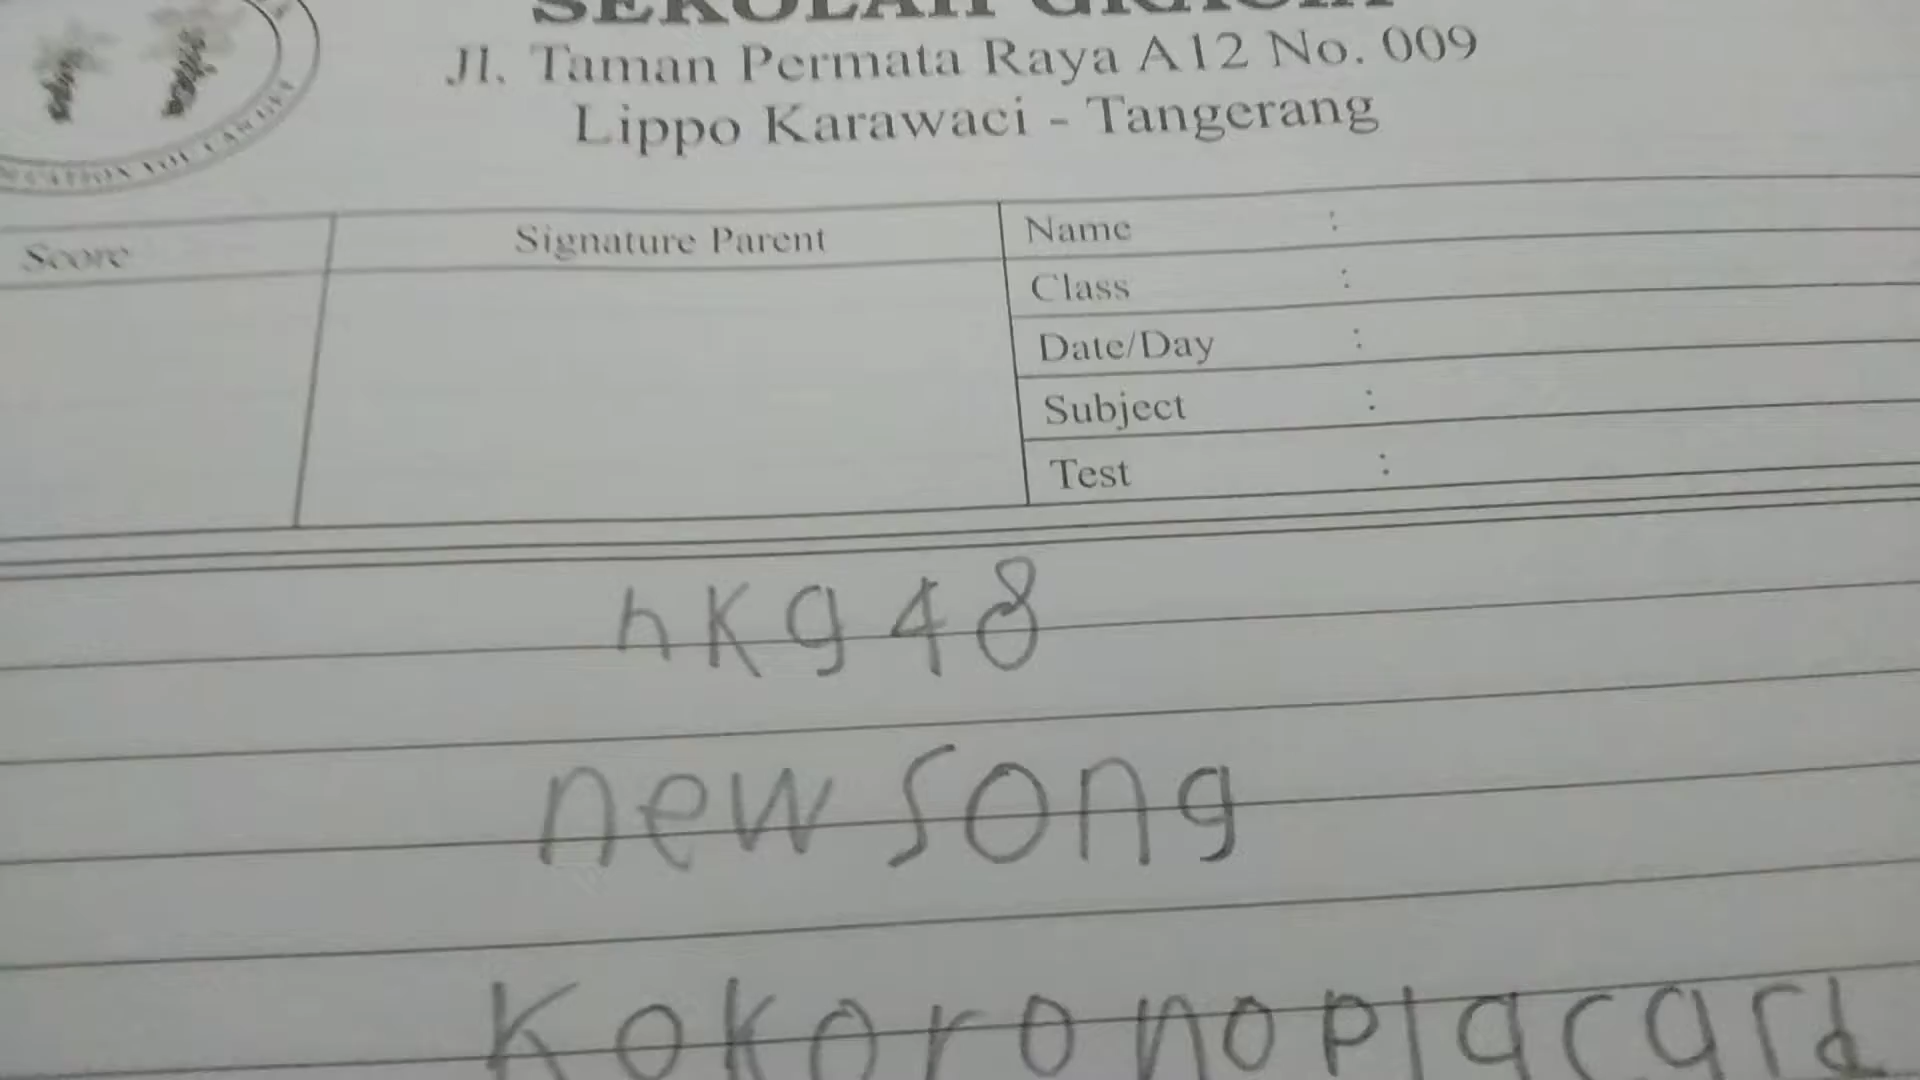 SEKOLAH
Jl. Taman Permata Raya A12 No. 009
Lippo Karawaci - Tangerang
Score
Signature Parent
Name :
Class :
Date/Day :
Subject :
Test :
hkg48
new song
Kokoro no placard